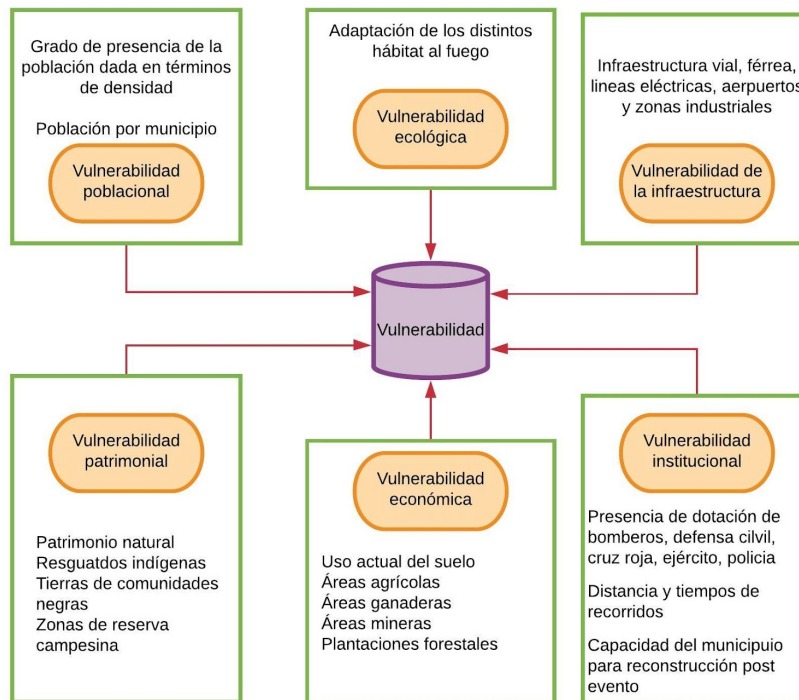 Grado de presencia de la
población dada en términos
de densidad
Población por municipio
Vulnerabilidad
poblacional
Adaptación de los distintos
hábitat al fuego
Vulnerabilidad
ecológica
Infraestructura vial, férrea,
lineas eléctricas, aerpuertos
y zonas industriales
Vulnerabilidad de
la infraestructura
Vulnerabilidad
Vulnerabilidad
patrimonial
Patrimonio natural
Resguatdos indígenas
Tierras de comunidades
negras
Zonas de reserva
campesina
Vulnerabilidad
económica
Uso actual del suelo
Áreas agrícolas
Áreas ganaderas
Áreas mineras
Plantaciones forestales
Vulnerabilidad
institucional
Presencia de dotación de
bomberos, defensa cilvil,
cruz roja, ejército, policia
Distancia y tiempos de
recorridos
Capacidad del municipuio
para reconstrucción post
evento